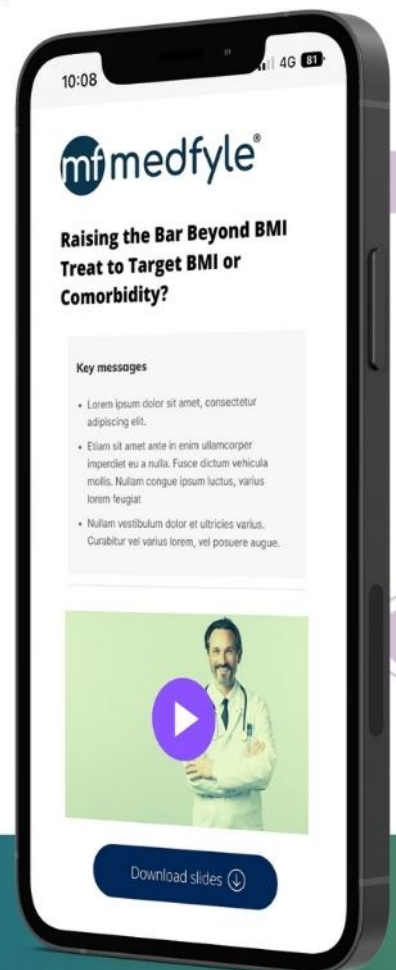 10:08
4G 81
mf medfyle®
Raising the Bar Beyond BMI
Treat to Target BMI or
Comorbidity?
Key messages
• Lorem ipsum dolor sit amet, consectetur
adipiscing elit.
• Etiam sit amet ante in enim ullamcorper
imperdiet eu a nulla. Fusce dictum vehicula
mollis. Nullam congue ipsum luctus, varius
lorem feugiat
• Nullam vestibulum dolor et ultricies varius.
Curabitur vel varius lorem, vel posuere augue.
Download slides